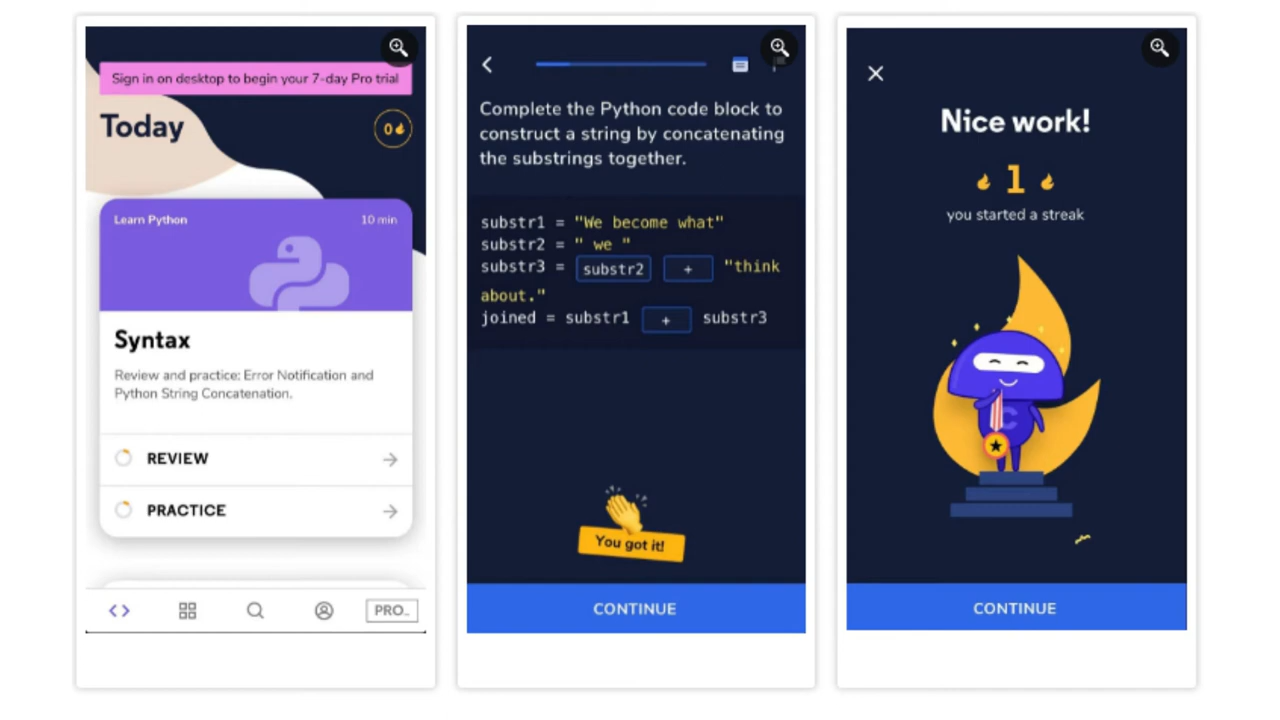 Sign in on desktop to begin your 7-day Pro trial
Today
0
Learn Python
10 min
Syntax
Review and practice: Error Notification and
Python String Concatenation.
REVIEW
PRACTICE
PRO_
Complete the Python code block to
construct a string by concatenating
the substrings together.
substr1 = "We become what"
substr2 = " we "
substr3 = substr2 + "think
about."
joined = substr1 + substr3
You got it!
CONTINUE
Nice work!
1
you started a streak
C
CONTINUE